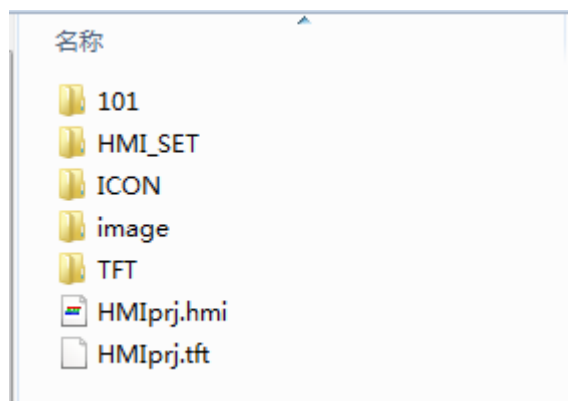 名称
101
HMI_SET
ICON
image
TFT
HMIprj.hmi
HMIprj.tft